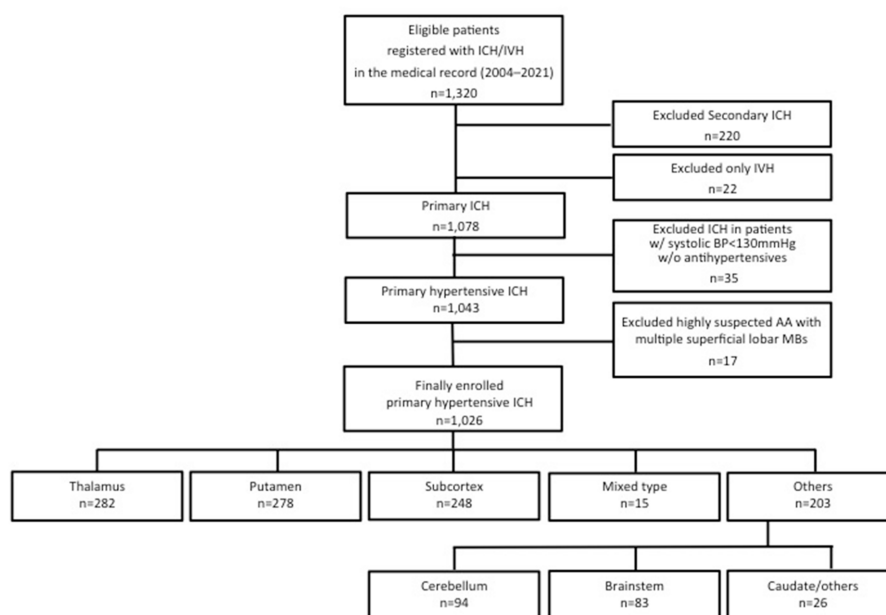 Eligible patients
registered with ICH/IVH
in the medical record (2004–2021)
n=1,320
Excluded Secondary ICH
n=220
Excluded only IVH
n=22
Primary ICH
n=1,078
Excluded ICH in patients
w/ systolic BP<130mmHg
w/o antihypertensives
n=35
Primary hypertensive ICH
n=1,043
Excluded highly suspected AA with
multiple superficial lobar MBs
n=17
Finally enrolled
primary hypertensive ICH
n=1,026
Thalamus
n=282
Putamen
n=278
Subcortex
n=248
Mixed type
n=15
Others
n=203
Cerebellum
n=94
Brainstem
n=83
Caudate/others
n=26